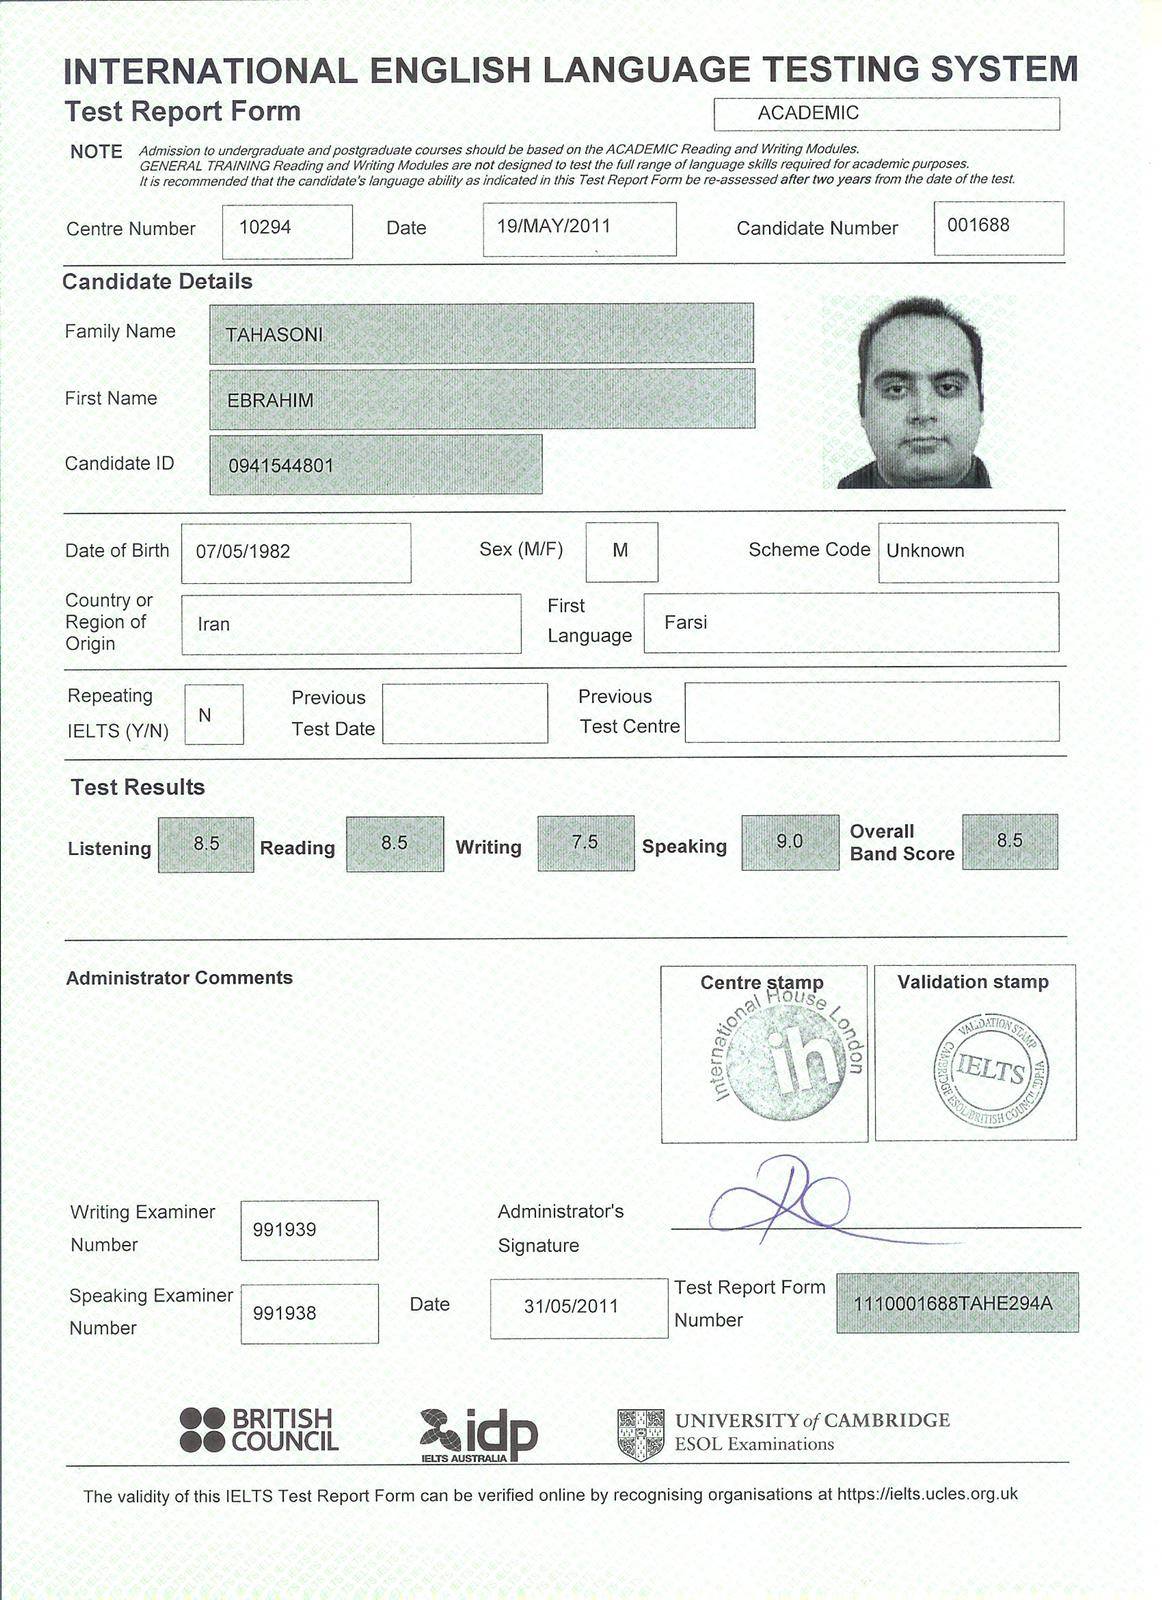 INTERNATIONAL ENGLISH LANGUAGE TESTING SYSTEM
Test Report Form
ACADEMIC
NOTE Admission to undergraduate and postgraduate courses should be based on the ACADEMIC Reading and Writing Modules.
GENERAL TRAINING Reading and Writing Modules are not designed to test the full range of language skills required for academic purposes.
It is recommended that the candidate's language ability as indicated in this Test Report Form be re-assessed after two years from the date of the test.
Centre Number 10294 Date 19/MAY/2011 Candidate Number 001688
Candidate Details
Family Name TAHASONI
First Name EBRAHIM
Candidate ID 0941544801
Date of Birth 07/05/1982 Sex (M/F) M Scheme Code Unknown
Country or
Region of
Origin
Iran
First
Language
Farsi
Repeating
IELTS (Y/N)
N
Previous
Test Date
Previous
Test Centre
Test Results
Listening 8.5 Reading 8.5 Writing 7.5 Speaking 9.0 Overall
Band Score
8.5
Administrator Comments
Centre stamp
International House London
ih
Validation stamp
VALIDATION STAMP
CAMBRIDGE ESOL/BRITISH COUNCIL/IDP:IA
IELTS
Writing Examiner
Number
991939
Administrator's
Signature
Speaking Examiner
Number
991938
Date 31/05/2011
Test Report Form
Number
1110001688TAHE294A
BRITISH
COUNCIL
idp
IELTS AUSTRALIA
UNIVERSITY of CAMBRIDGE
ESOL Examinations
The validity of this IELTS Test Report Form can be verified online by recognising organisations at https://ielts.ucles.org.uk